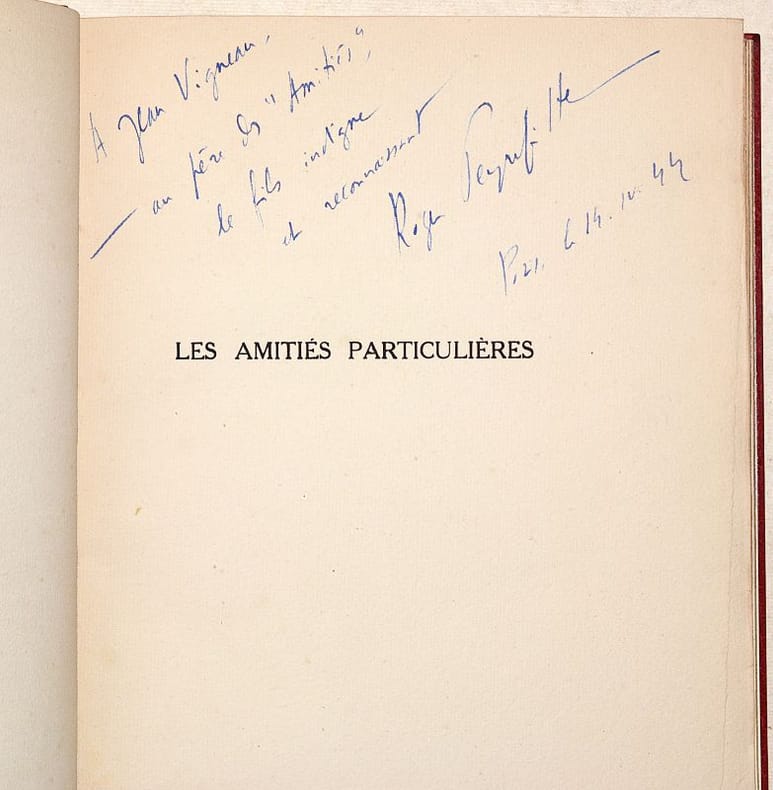 A Jean Vigneau,
au père des "Amitiés",
le fils indigne
et reconnaissant
Roger Peyrefitte
le 14. IV. 44
LES AMITIÉS PARTICULIÈRES